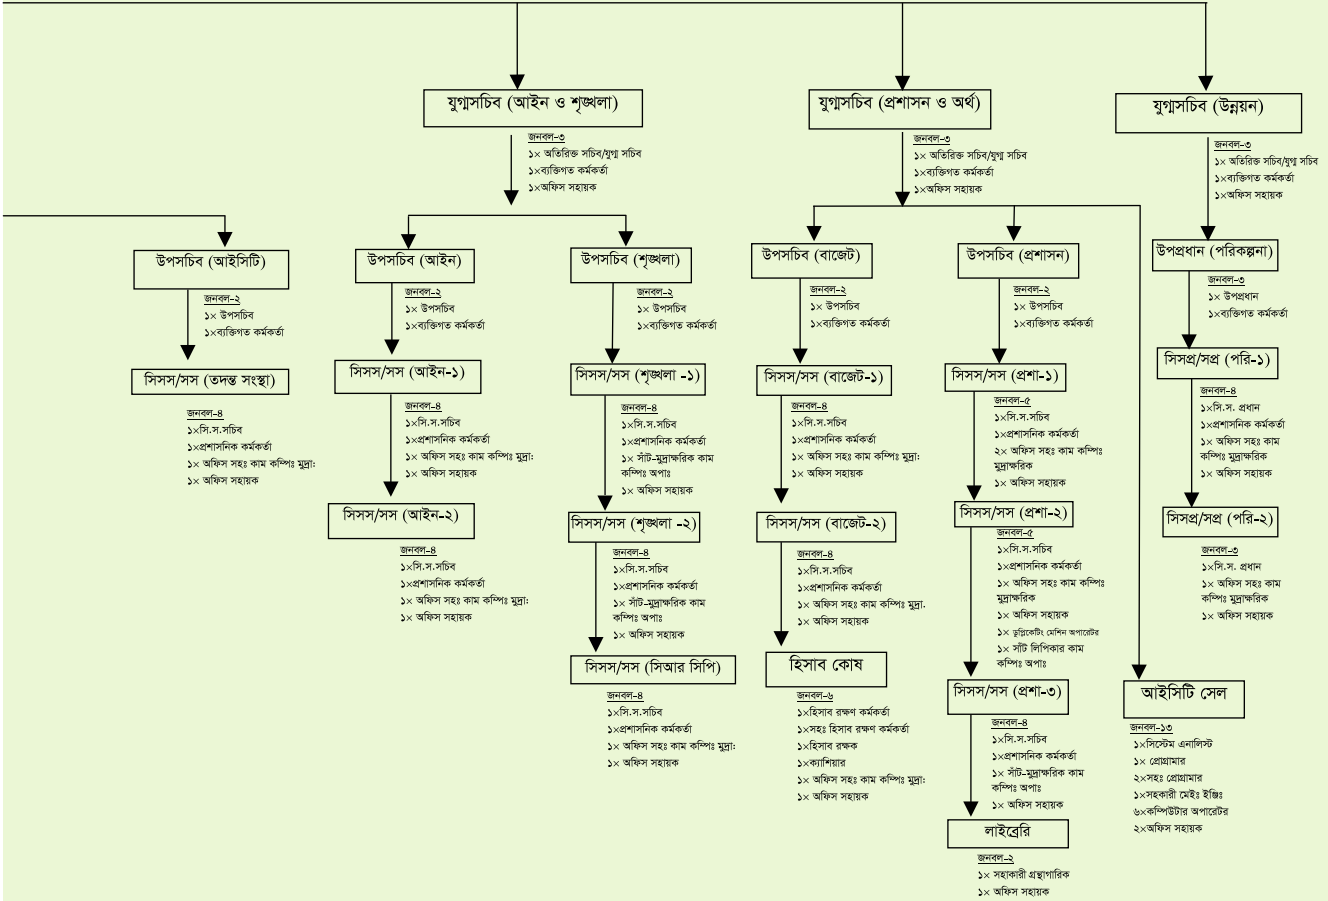 যুগ্মসচিব (আইন ও শৃঙ্খলা)
জনবল-৩
১× অতিরিক্ত সচিব/যুগ্ম সচিব
১×ব্যক্তিগত কর্মকর্তা
১×অফিস সহায়ক
যুগ্মসচিব (প্রশাসন ও অর্থ)
জনবল-৩
১× অতিরিক্ত সচিব/যুগ্ম সচিব
১×ব্যক্তিগত কর্মকর্তা
১×অফিস সহায়ক
যুগ্মসচিব (উন্নয়ন)
জনবল-৩
১× অতিরিক্ত সচিব/যুগ্ম সচিব
১×ব্যক্তিগত কর্মকর্তা
১×অফিস সহায়ক
উপসচিব (আইসিটি)
জনবল-২
১× উপসচিব
১×ব্যক্তিগত কর্মকর্তা
সিসস/সস (তদন্ত সংস্থা)
জনবল-৪
১×সি.স.সচিব
১×প্রশাসনিক কর্মকর্তা
১× অফিস সহঃ কাম কম্পিঃ মুদ্রা:
১× অফিস সহায়ক
উপসচিব (আইন)
জনবল-২
১× উপসচিব
১×ব্যক্তিগত কর্মকর্তা
সিসস/সস (আইন-১)
জনবল-৪
১×সি.স.সচিব
১×প্রশাসনিক কর্মকর্তা
১× অফিস সহঃ কাম কম্পিঃ মুদ্রা:
১× অফিস সহায়ক
সিসস/সস (আইন-২)
জনবল-৪
১×সি.স.সচিব
১×প্রশাসনিক কর্মকর্তা
১× অফিস সহঃ কাম কম্পিঃ মুদ্রা:
১× অফিস সহায়ক
উপসচিব (শৃঙ্খলা)
জনবল-২
১× উপসচিব
১×ব্যক্তিগত কর্মকর্তা
সিসস/সস (শৃঙ্খলা -১)
জনবল-৪
১×সি.স.সচিব
১×প্রশাসনিক কর্মকর্তা
১× সাঁট-মুদ্রাক্ষরিক কাম
কম্পিঃ অপাঃ
১× অফিস সহায়ক
সিসস/সস (শৃঙ্খলা -২)
জনবল-৪
১×সি.স.সচিব
১×প্রশাসনিক কর্মকর্তা
১× সাঁট-মুদ্রাক্ষরিক কাম
কম্পিঃ অপাঃ
১× অফিস সহায়ক
সিসস/সস (সিআর সিপি)
জনবল-৪
১×সি.স.সচিব
১×প্রশাসনিক কর্মকর্তা
১× অফিস সহঃ কাম কম্পিঃ মুদ্রা:
১× অফিস সহায়ক
উপসচিব (বাজেট)
জনবল-২
১× উপসচিব
১×ব্যক্তিগত কর্মকর্তা
সিসস/সস (বাজেট-১)
জনবল-৪
১×সি.স.সচিব
১×প্রশাসনিক কর্মকর্তা
১× অফিস সহঃ কাম কম্পিঃ মুদ্রা:
১× অফিস সহায়ক
সিসস/সস (বাজেট-২)
জনবল-৪
১×সি.স.সচিব
১×প্রশাসনিক কর্মকর্তা
১× অফিস সহঃ কাম কম্পিঃ মুদ্রা.
১× অফিস সহায়ক
হিসাব কোষ
জনবল-৬
১×হিসাব রক্ষণ কর্মকর্তা
১×সহঃ হিসাব রক্ষণ কর্মকর্তা
১×হিসাব রক্ষক
১×ক্যাশিয়ার
১× অফিস সহঃ কাম কম্পিঃ মুদ্রা:
১× অফিস সহায়ক
উপসচিব (প্রশাসন)
জনবল-২
১× উপসচিব
১×ব্যক্তিগত কর্মকর্তা
সিসস/সস (প্রশা-১)
জনবল-৫
১×সি.স.সচিব
১×প্রশাসনিক কর্মকর্তা
২× অফিস সহঃ কাম কম্পিঃ
মুদ্রাক্ষরিক
১× অফিস সহায়ক
সিসস/সস (প্রশা-২)
জনবল-৫
১×সি.স.সচিব
১×প্রশাসনিক কর্মকর্তা
১× অফিস সহঃ কাম কম্পিঃ
মুদ্রাক্ষরিক
১× অফিস সহায়ক
১× ডুপ্লিকেটিং মেশিন অপারেটর
১× সাঁট লিপিকার কাম
কম্পিঃ অপাঃ
সিসস/সস (প্রশা-৩)
জনবল-৪
১×সি.স.সচিব
১×প্রশাসনিক কর্মকর্তা
১× সাঁট-মুদ্রাক্ষরিক কাম
কম্পিঃ অপাঃ
১× অফিস সহায়ক
লাইব্রেরি
জনবল-২
১× সহাকারী গ্রন্থাগারিক
১× অফিস সহায়ক
উপপ্রধান (পরিকল্পনা)
জনবল-৩
১× উপপ্রধান
১×ব্যক্তিগত কর্মকর্তা
সিসপ্র/সপ্র (পরি-১)
জনবল-৪
১×সি.স. প্রধান
১×প্রশাসনিক কর্মকর্তা
১× অফিস সহঃ কাম
কম্পিঃ মুদ্রাক্ষরিক
১× অফিস সহায়ক
সিসপ্র/সপ্র (পরি-২)
জনবল-৩
১×সি.স. প্রধান
১× অফিস সহঃ কাম
কম্পিঃ মুদ্রাক্ষরিক
১× অফিস সহায়ক
আইসিটি সেল
জনবল-১৩
১×সিস্টেম এনালিস্ট
১× প্রোগ্রামার
২×সহঃ প্রোগ্রামার
১×সহকারী মেইঃ ইঞ্জিঃ
৬×কম্পিউটার অপারেটর
২×অফিস সহায়ক